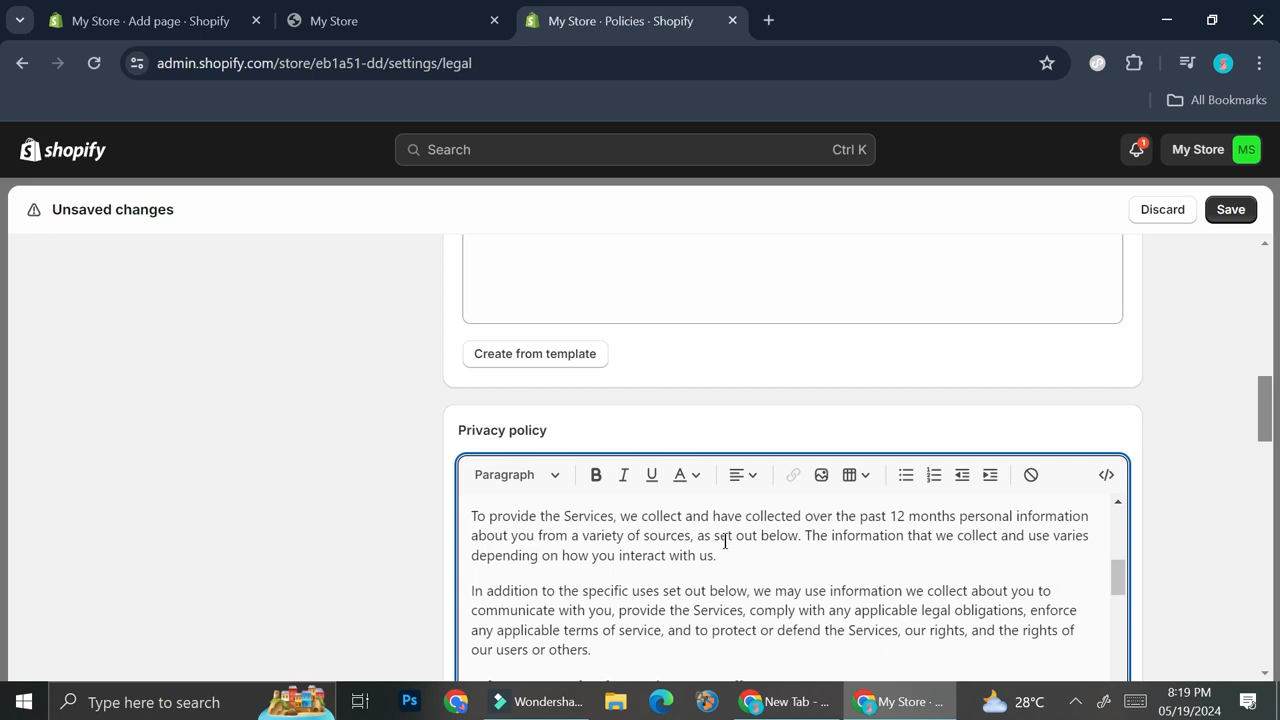 My Store · Add page · Shopify
My Store
My Store · Policies · Shopify
admin.shopify.com/store/eb1a51-dd/settings/legal
All Bookmarks
shopify
Search
Ctrl K
1
My Store
MS
Unsaved changes
Discard
Save
Create from template
Privacy policy
Paragraph
B I U A
To provide the Services, we collect and have collected over the past 12 months personal information
about you from a variety of sources, as set out below. The information that we collect and use varies
depending on how you interact with us.
In addition to the specific uses set out below, we may use information we collect about you to
communicate with you, provide the Services, comply with any applicable legal obligations, enforce
any applicable terms of service, and to protect or defend the Services, our rights, and the rights of
our users or others.
Type here to search
Ps
Wondersha...
New Tab - ...
My Store · ...
28°C
8:19 PM
05/19/2024